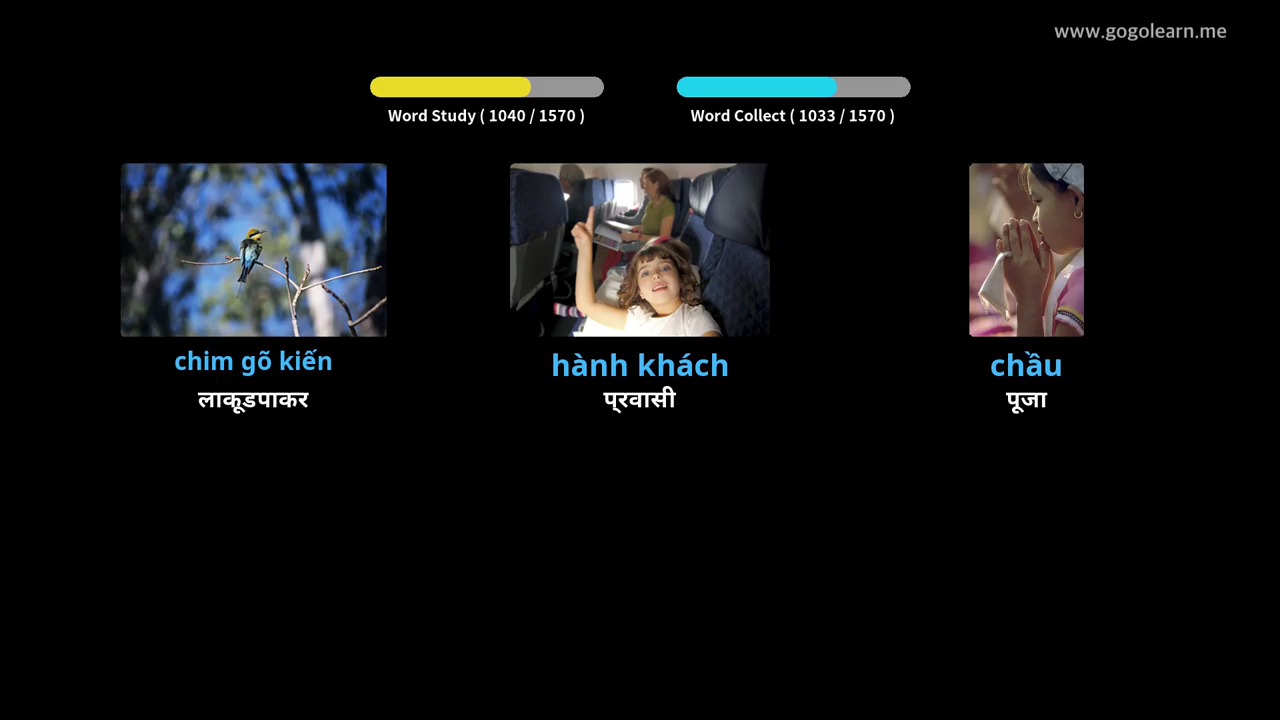 www.gogolearn.me
Word Study ( 1040 / 1570 )
Word Collect ( 1033 / 1570 )
chim gõ kiến
लाकूडपाकर
hành khách
प्रवासी
chầu
पूजा